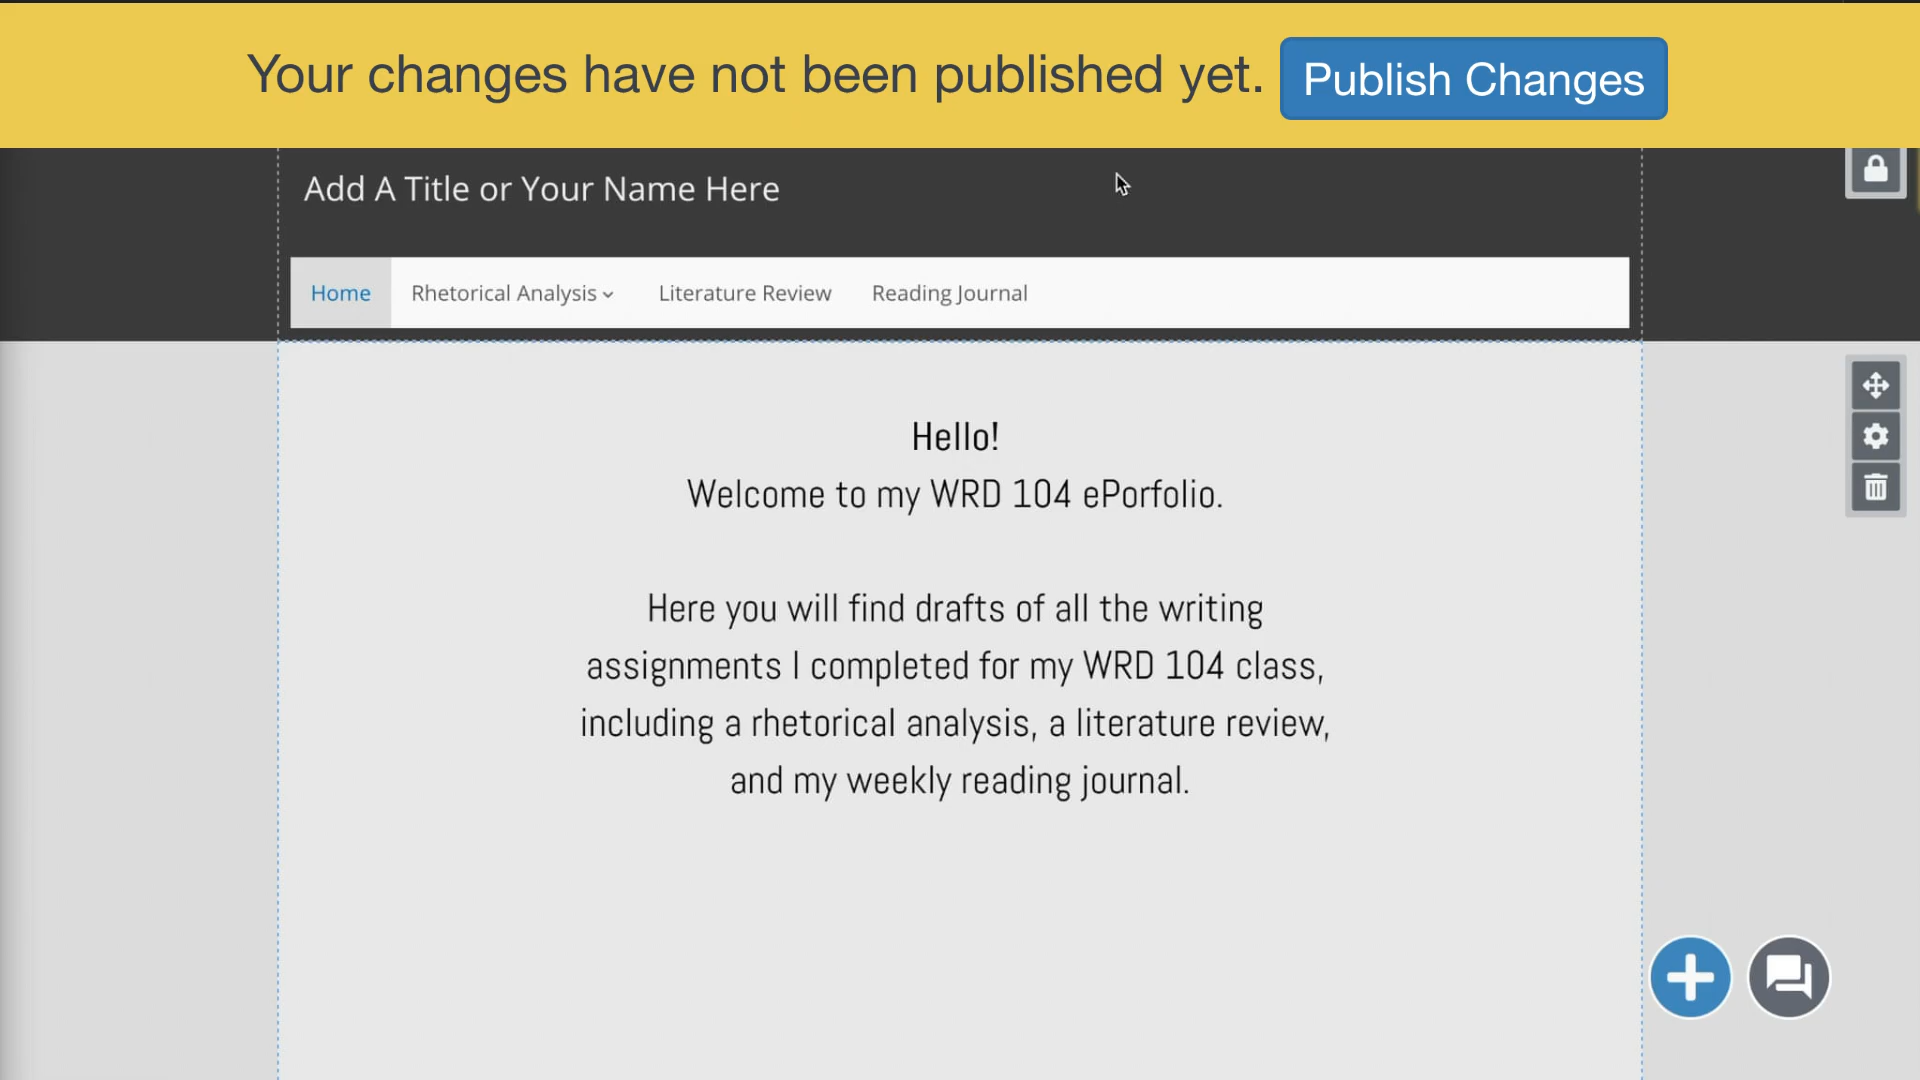 Your changes have not been published yet. Publish Changes
Add A Title or Your Name Here
Home Rhetorical Analysis Literature Review Reading Journal
Hello!
Welcome to my WRD 104 ePorfolio.
Here you will find drafts of all the writing
assignments I completed for my WRD 104 class,
including a rhetorical analysis, a literature review,
and my weekly reading journal.